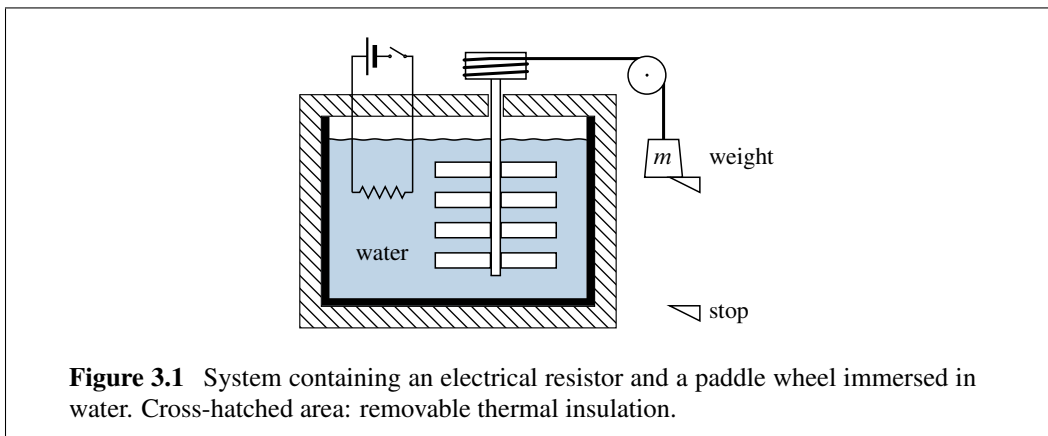 m
weight
water
stop
Figure 3.1 System containing an electrical resistor and a paddle wheel immersed in
water. Cross-hatched area: removable thermal insulation.